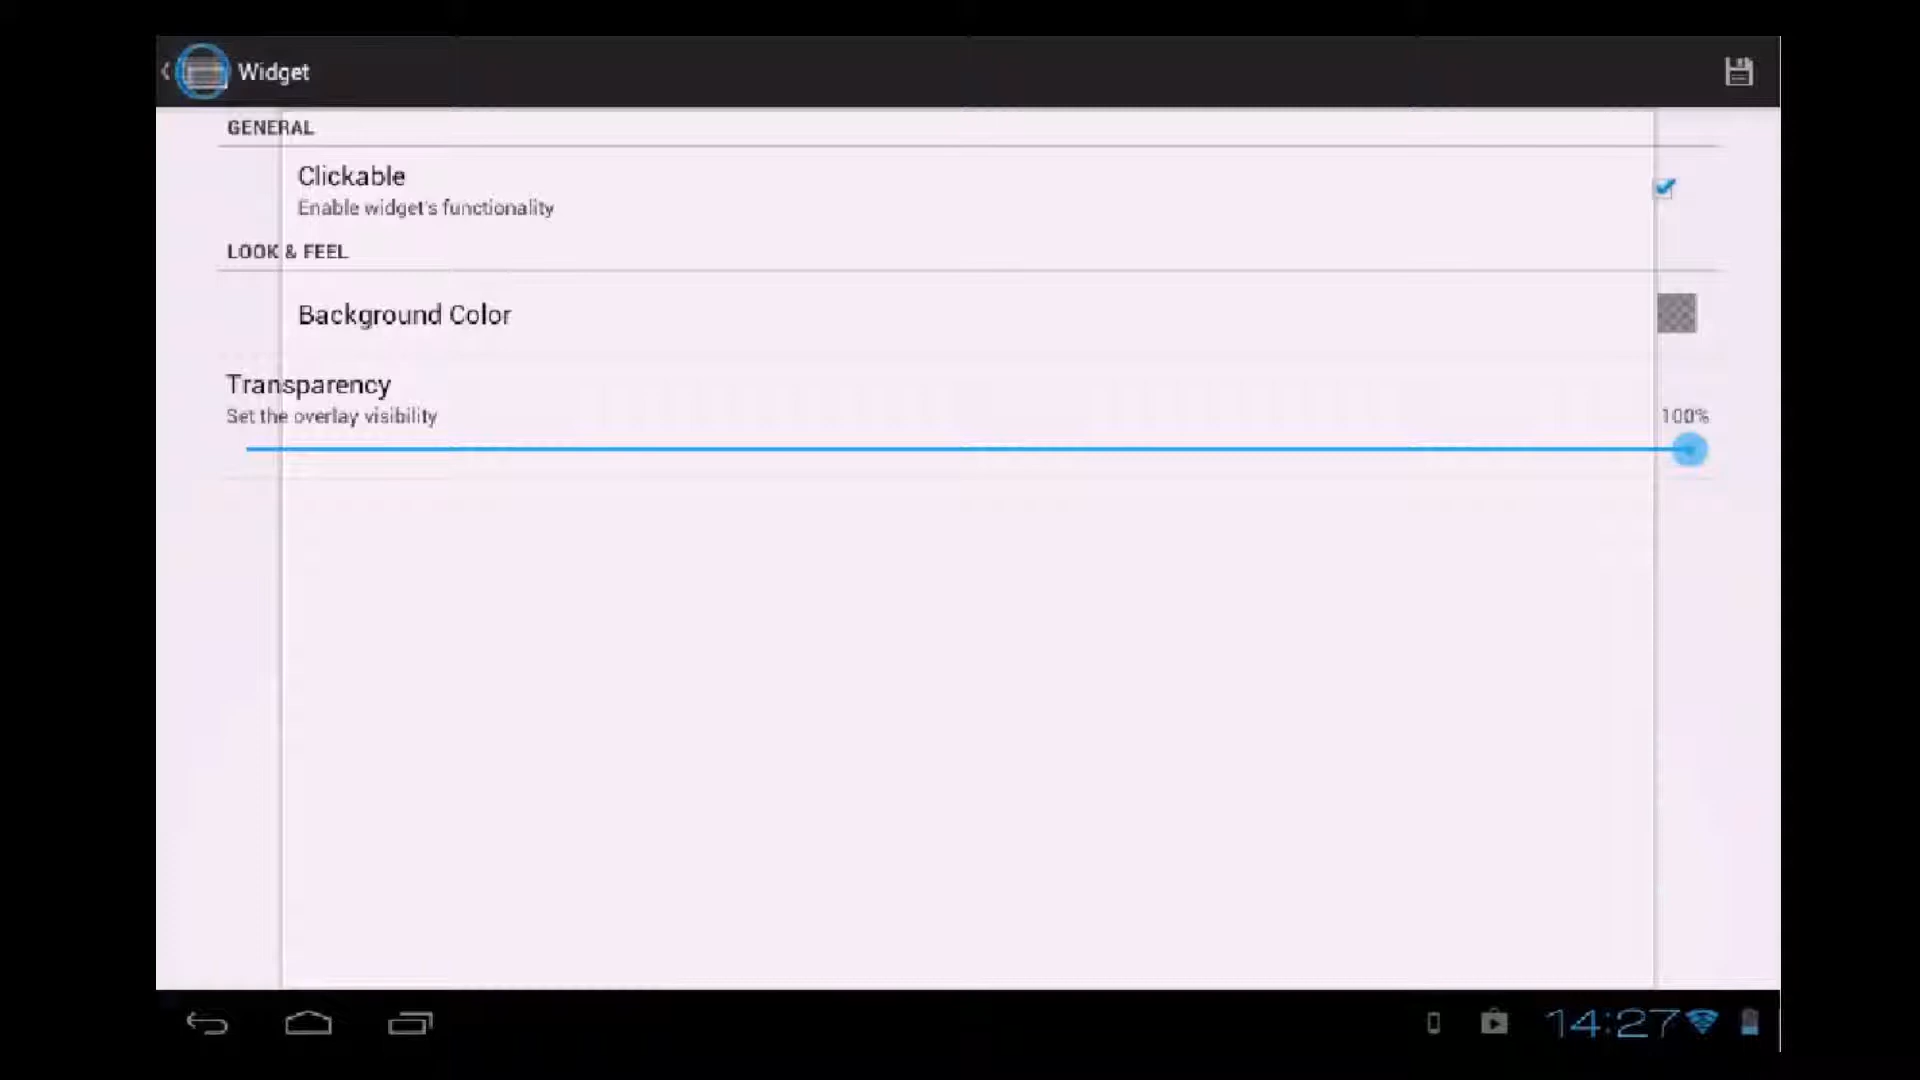 Widget
GENERAL
Clickable
Enable widget's functionality
LOOK & FEEL
Background Color
Transparency
Set the overlay visibility
100%
14:27